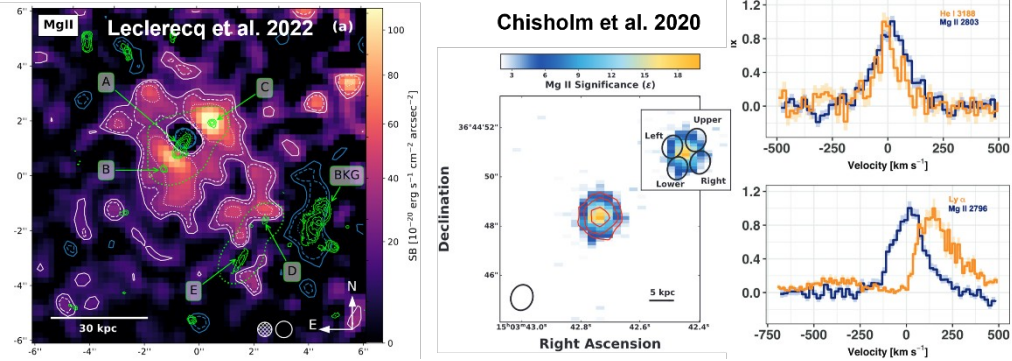 MgII
Leclerecq et al. 2022 (a)
6''
4''
2''
0''
-2''
-4''
-6''
-6'' -4'' -2'' 0'' 2'' 4'' 6''
A
B
C
BKG
D
E
30 kpc
N
E
100
80
60
40
20
0
SB [10⁻²⁰ erg s⁻¹ cm⁻² arcsec⁻²]
Chisholm et al. 2020
3 6 9 12 15 18
Mg II Significance (ε)
Upper
Left
Right
Lower
36°44'52"
50"
48"
46"
Declination
5 kpc
15ʰ03ᵐ43.0ˢ 42.8ˢ 42.6ˢ 42.4ˢ
Right Ascension
He I 3188
Mg II 2803
1.2
0.8
0.4
0.0
-500 -250 0 250 500
Velocity [km s⁻¹]
Ly α
Mg II 2796
1.2
0.8
0.4
0.0
-750 -500 -250 0 250 500
Velocity [km s⁻¹]